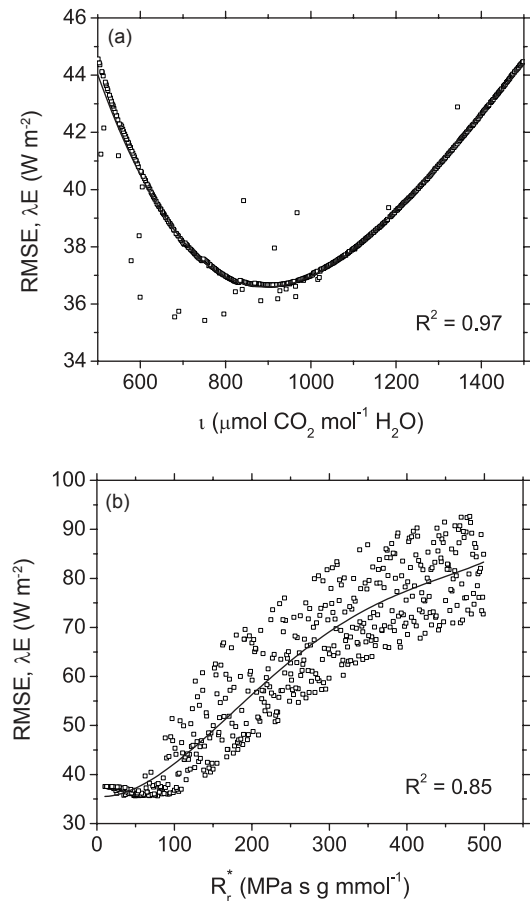 (a)
46
44
42
40
38
36
34
RMSE, λE (W m⁻²)
R² = 0.97
600 800 1000 1200 1400
ι (μmol CO₂ mol⁻¹ H₂O)
(b)
100
90
80
70
60
50
40
30
RMSE, λE (W m⁻²)
R² = 0.85
0 100 200 300 400 500
R*ᵣ (MPa s g mmol⁻¹)